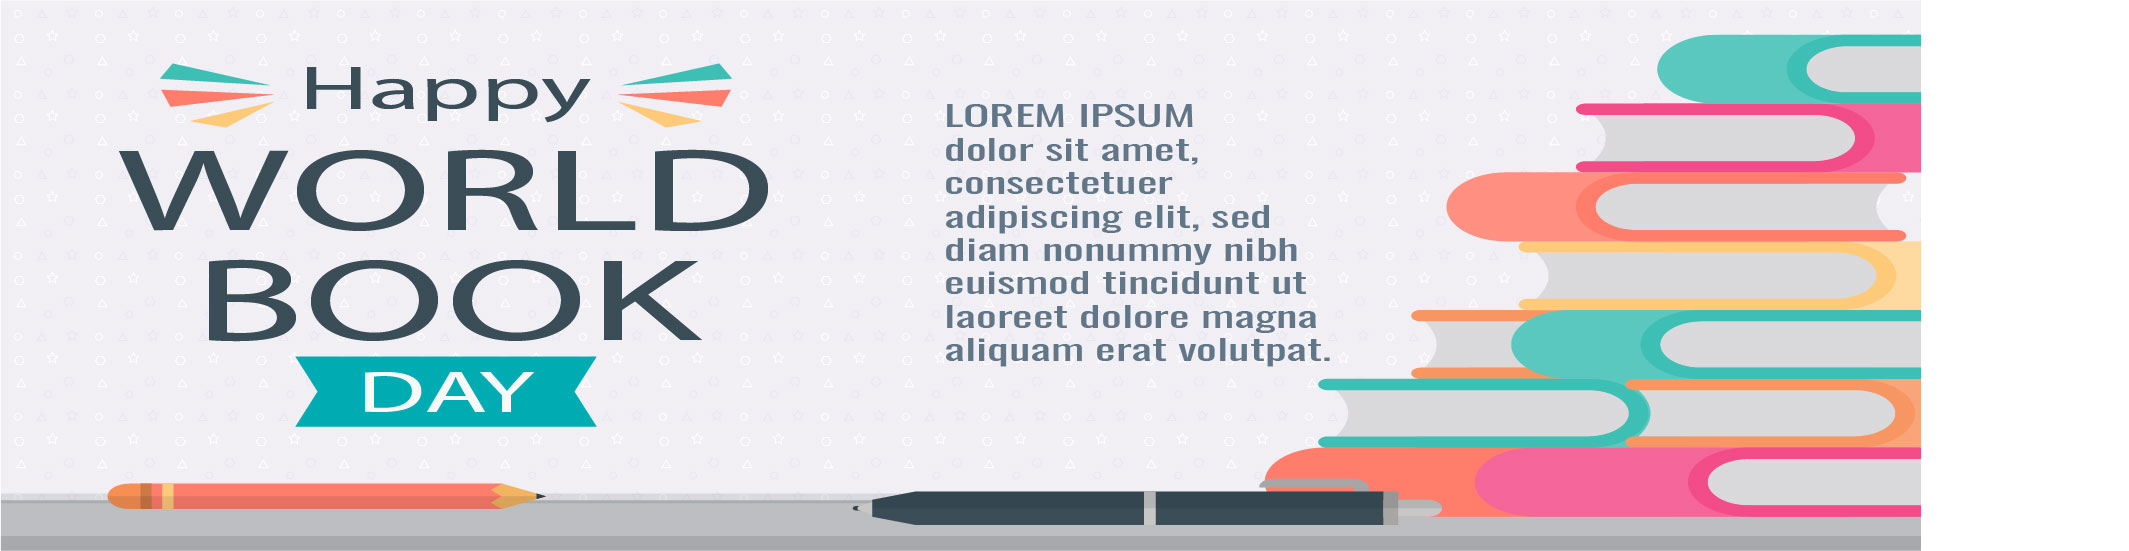 Happy
WORLD
BOOK
DAY
LOREM IPSUM
dolor sit amet,
consectetuer
adipiscing elit, sed
diam nonummy nibh
euismod tincidunt ut
laoreet dolore magna
aliquam erat volutpat.